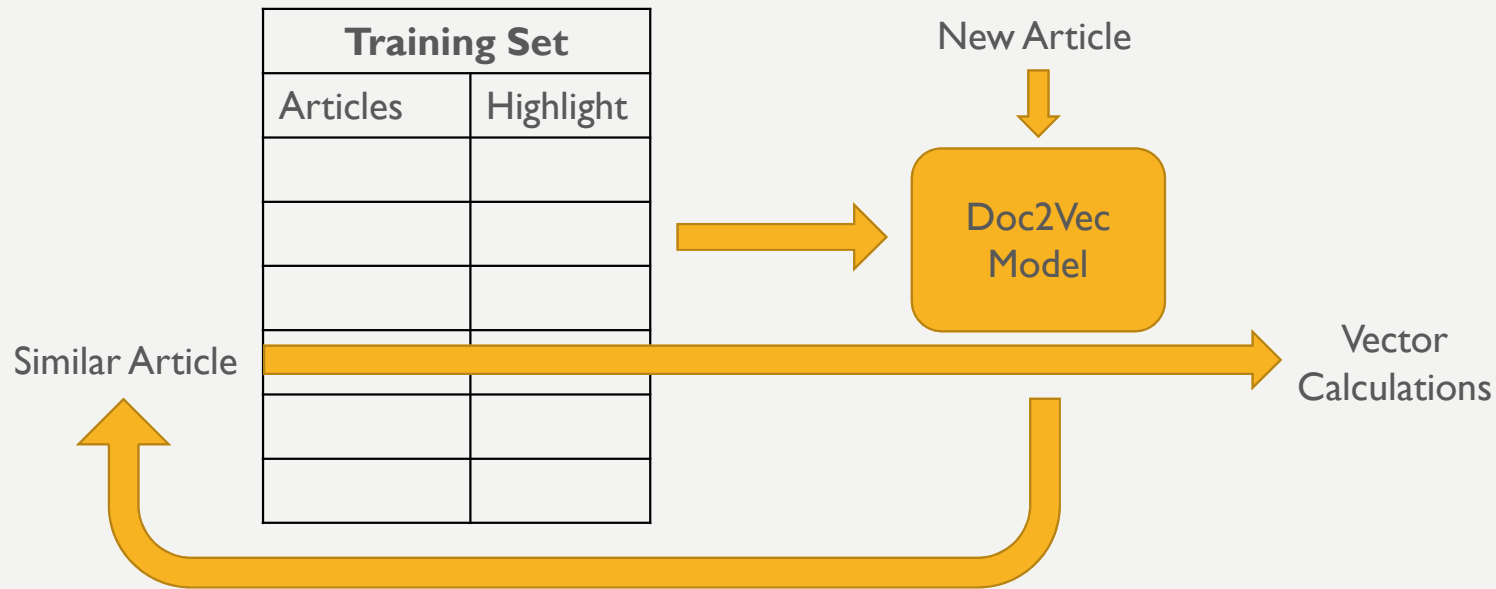 Training Set
Articles
Highlight
New Article
Doc2Vec
Model
Similar Article
Vector
Calculations